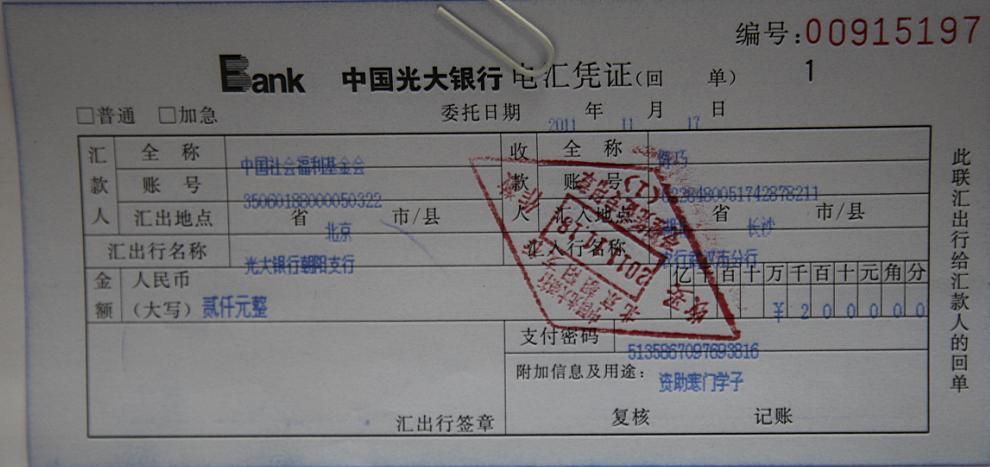 编号:00915197
Bank 中国光大银行 电汇凭证(回 单) 1
□普通 □加急 委托日期 2011 年 11 月 17 日
汇款人 全称 中国社会福利基金会 收款人 全称 巧
账号 35060188000050322 账号 6238480051742878211
汇出地点 省 北京 市/县 汇入地点 省 长沙 市/县
汇出行名称 光大银行朝阳支行 汇入行名称
金额 人民币 (大写) 贰仟元整 亿千百十万千百十元角分
¥200000
支付密码 5135867097693816
附加信息及用途: 资助寒门学子
汇出行签章 复核 记账
此联汇出行给汇款人的回单
2011.11.18
(1)